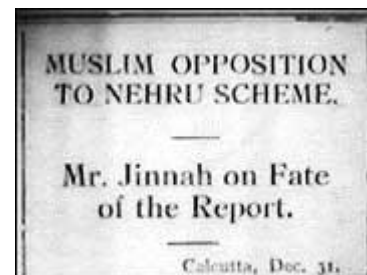 MUSLIM OPPOSITION
TO NEHRU SCHEME.
Mr. Jinnah on Fate
of the Report.
Calcutta, Dec. 31.